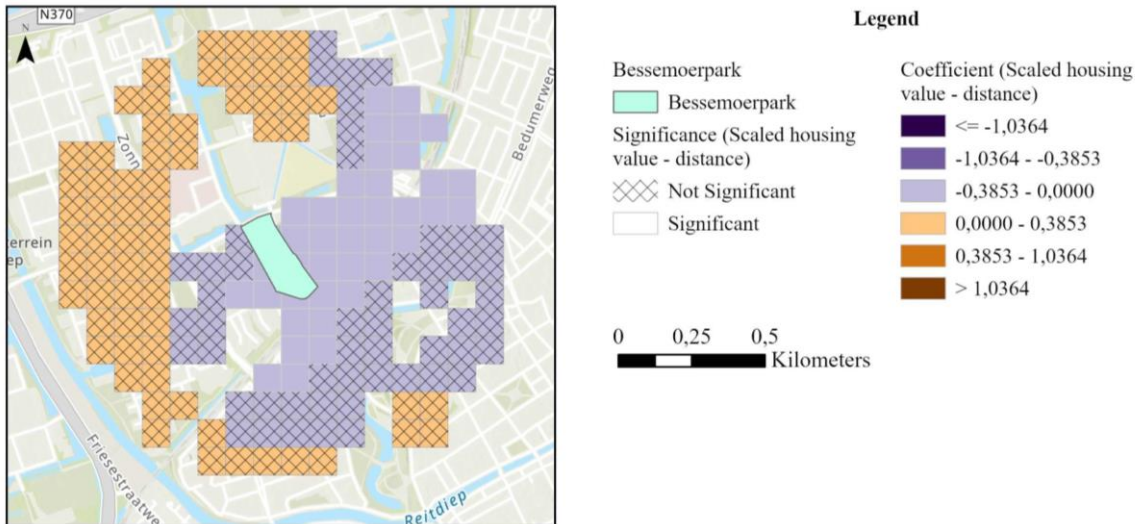 N370
N
Zonn
Bedumerweg
terrein
ep
Friesestraatwe
Reitdiep
Legend
Bessemoerpark
Bessemoerpark
Significance (Scaled housing
value - distance)
Not Significant
Significant
Coefficient (Scaled housing
value - distance)
<= -1,0364
-1,0364 - -0,3853
-0,3853 - 0,0000
0,0000 - 0,3853
0,3853 - 1,0364
> 1,0364
0 0,25 0,5
Kilometers